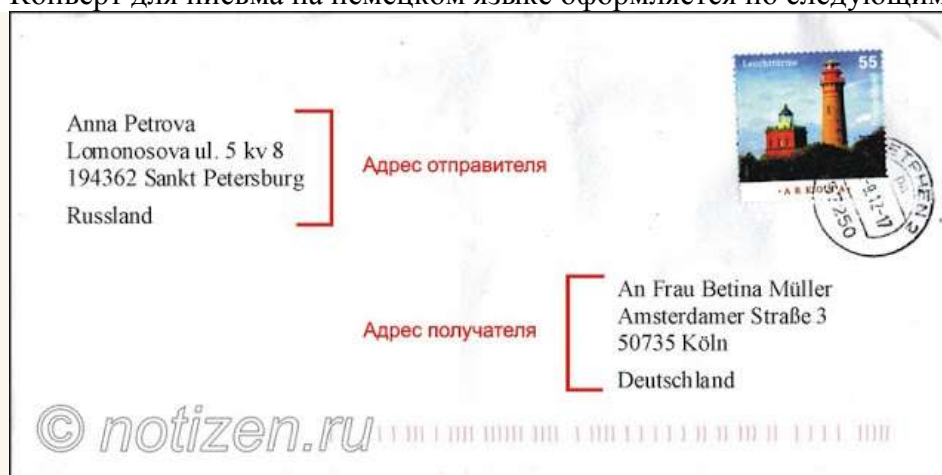 Конверт для письма на немецком языке оформляется по следующим
Leuchttürme 55
Anna Petrova
Lomonosova ul. 5 kv 8
194362 Sankt Petersburg
Russland
Адрес отправителя
Адрес получателя
An Frau Betina Müller
Amsterdamer Straße 3
50735 Köln
Deutschland
© notizen.ru